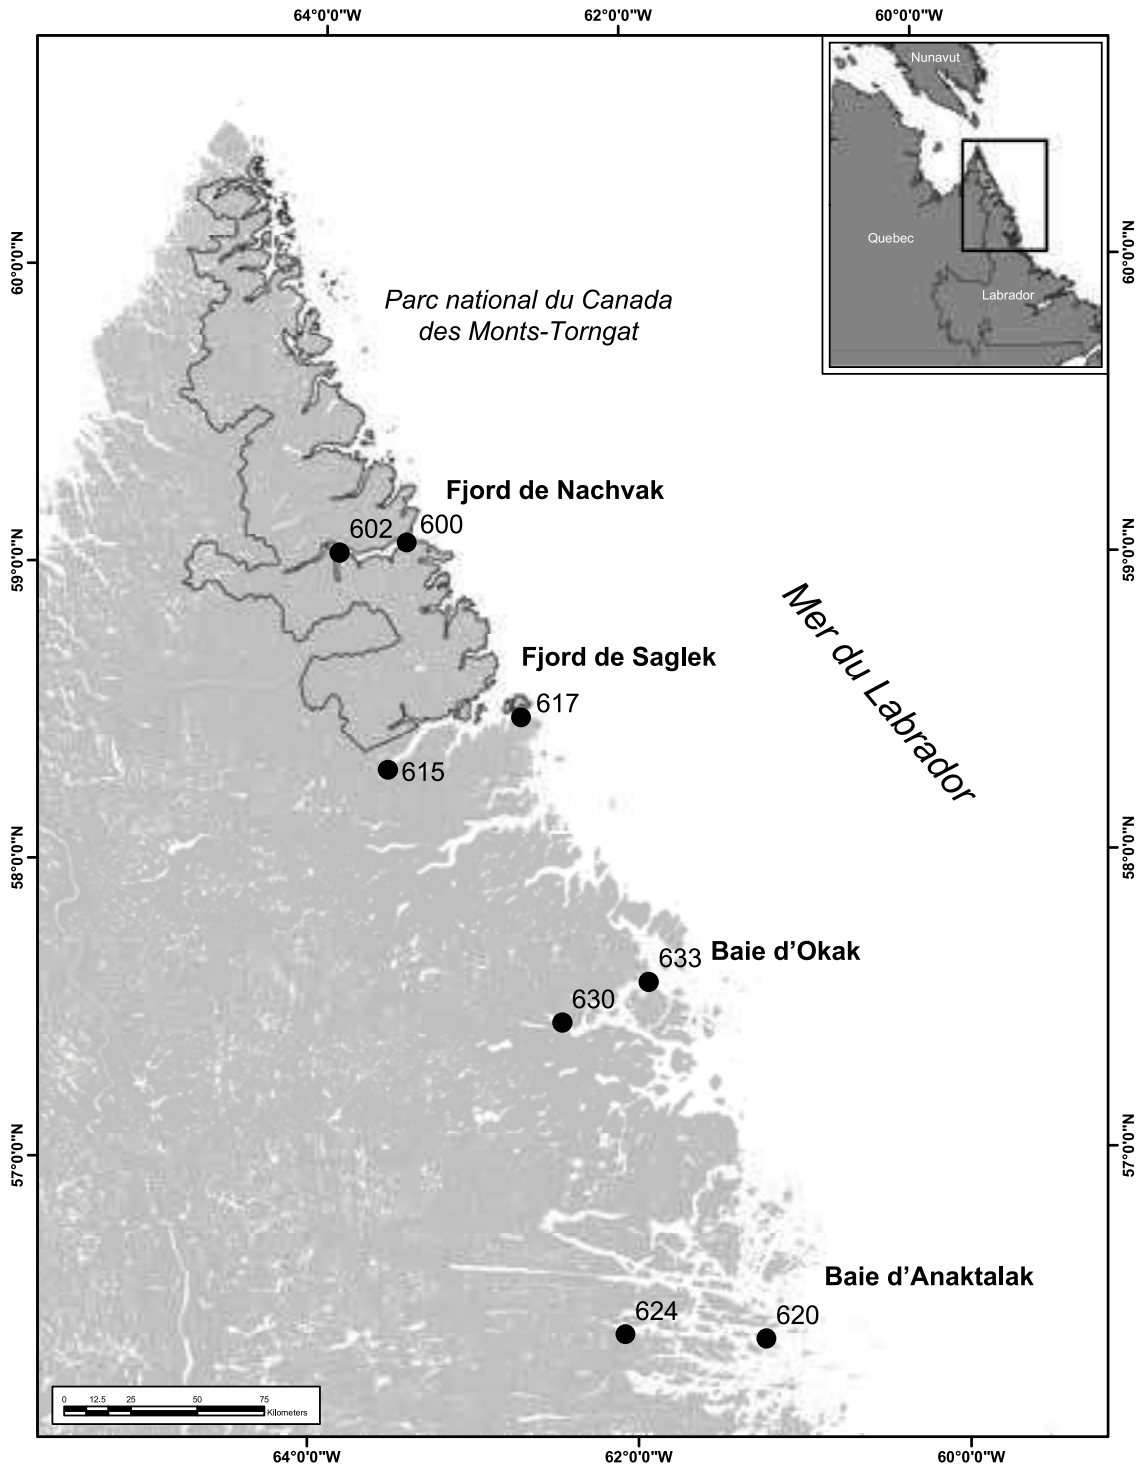 64°0'0"W
62°0'0"W
60°0'0"W
Nunavut
Quebec
Labrador
60°0'0"N
60°0'0"N
Parc national du Canada
des Monts-Torngat
Fjord de Nachvak
602
600
59°0'0"N
59°0'0"N
Mer du Labrador
Fjord de Saglek
617
615
58°0'0"N
58°0'0"N
Baie d’Okak
633
630
57°0'0"N
57°0'0"N
Baie d’Anaktalak
624
620
0 12.5 25 50 75
Kilometers
64°0'0"W
62°0'0"W
60°0'0"W